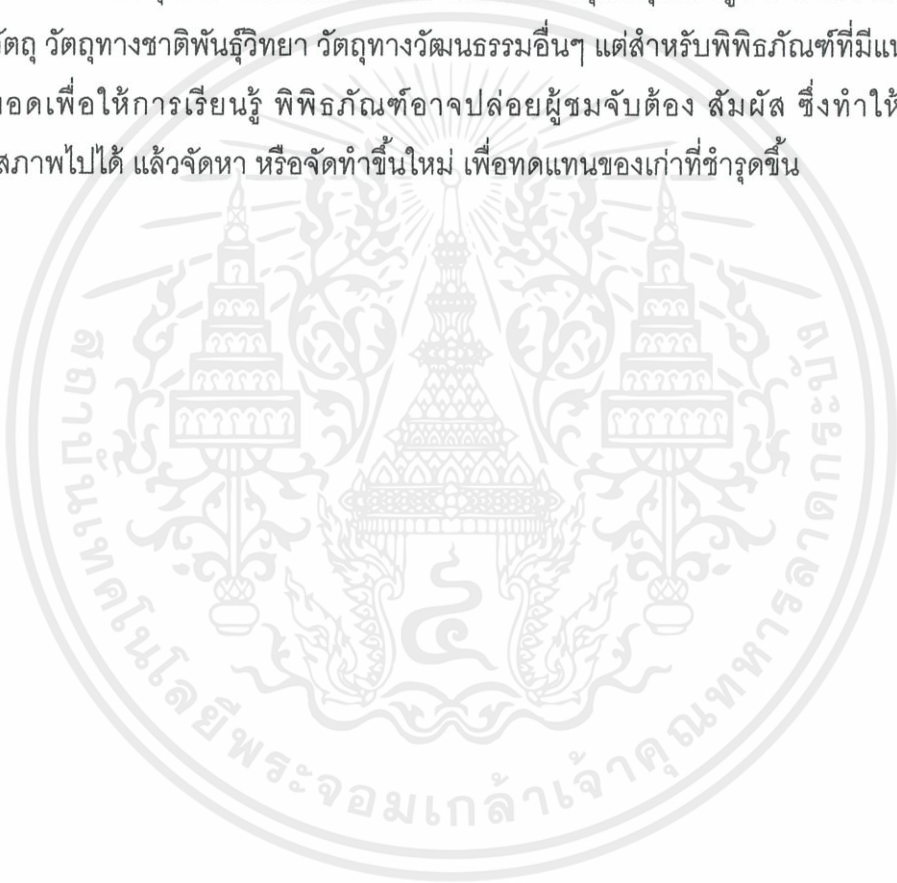 วัตถุ วัตถุทางชาติพันธุ์วิทยา วัตถุทางวัฒนธรรมอื่นๆ แต่สำหรับพิพิธภัณฑ์ที่มีแน
ทอดเพื่อให้การเรียนรู้ พิพิธภัณฑ์อาจปล่อยผู้ชมจับต้อง สัมผัส ซึ่งทำให้
สภาพไปได้ แล้วจัดหา หรือจัดทำขึ้นใหม่ เพื่อทดแทนของเก่าที่ชำรุดขึ้น
สถาบันเทคโนโลยีพระจอมเกล้าเจ้าคุณทหารลาดกระบัง